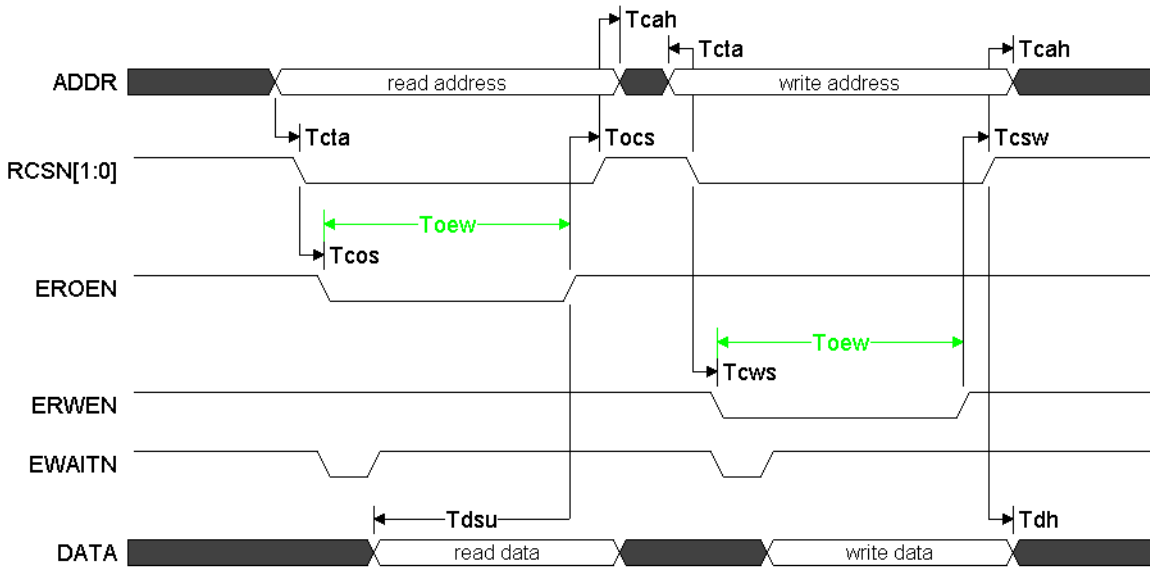 Tcah
Tcta
Tcah
ADDR
read address
write address
Tcta
Tocs
Tcsw
RCSN[1:0]
Toew
Tcos
EROEN
Toew
Tcws
ERWEN
EWAITN
Tdsu
Tdh
DATA
read data
write data